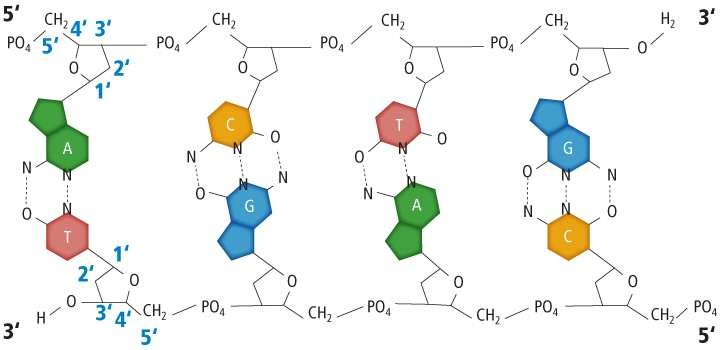 5‘ CH2 4‘ 3‘ CH2 CH2 CH2 H2 3‘
PO4 5‘ PO4 PO4 PO4 O
O 2‘ O O O
1‘
A C T G
N N O O N O
N N N O N N
O N O N N N N O
T G A C
1‘
2‘ O O O O
H O 3‘ 4‘ CH2 PO4 CH2 PO4 CH2 PO4 CH2 PO4
3‘ 5‘ 5‘